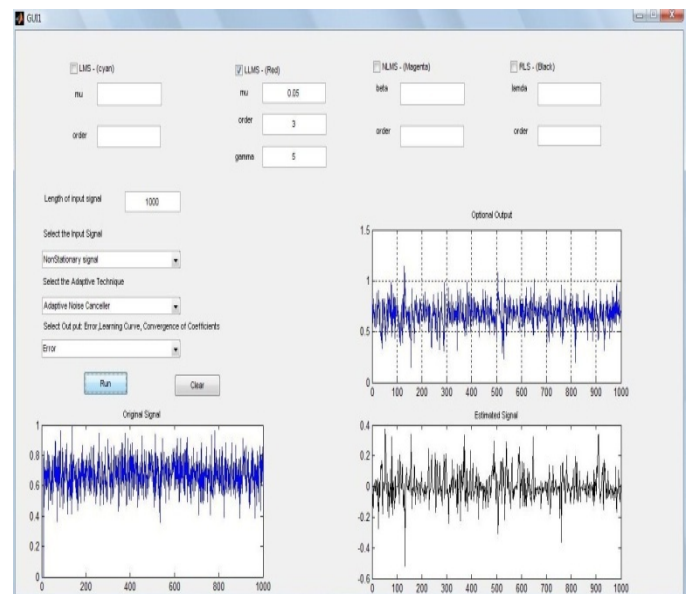 GUI1
LMS - (cyan)
mu
order
LLMS - (Red)
mu 0.05
order 3
gamma 5
NLMS - (Magenta)
beta
order
RLS - (Black)
lamda
order
Length of input signal 1000
Select the Input Signal
NonStationary signal
Select the Adaptive Technique
Adaptive Noise Canceller
Select Out put: Error,Learning Curve, Convergence of Coefficients
Error
Run Clear
Optional Output
1.5
1
0.5
0
0 100 200 300 400 500 600 700 800 900 1000
Original Signal
1
0.8
0.6
0.4
0.2
0
0 200 400 600 800 1000
Estimated Signal
0.4
0.2
0
-0.2
-0.4
-0.6
0 100 200 300 400 500 600 700 800 900 1000